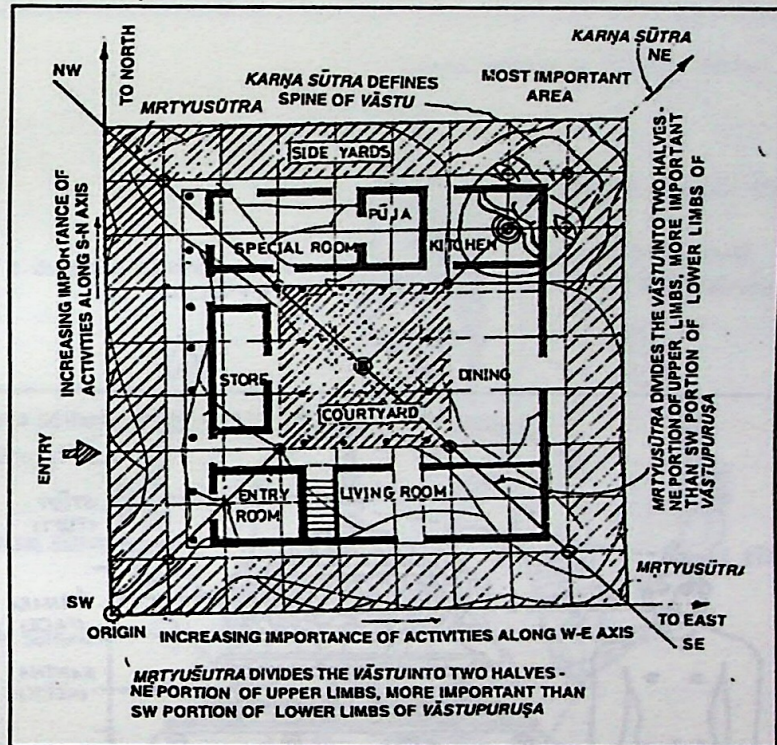 KARṆA SŪTRA
NE
NW
TO NORTH
KARṆA SŪTRA DEFINES
SPINE OF VĀSTU
MOST IMPORTANT
AREA
MRTYUSŪTRA
SIDE YARDS
PŪJA
SPECIAL ROOM
KITCHEN
INCREASING IMPORTANCE OF
ACTIVITIES ALONG S-N AXIS
STORE
DINING
COURTYARD
ENTRY
ENTRY
ROOM
LIVING ROOM
MRTYUSŪTRA DIVIDES THE VĀSTU INTO TWO HALVES -
NE PORTION OF UPPER LIMBS, MORE IMPORTANT
THAN SW PORTION OF LOWER LIMBS OF
VĀSTUPURUṢA
MRTYUSŪTRA
SW
ORIGIN
INCREASING IMPORTANCE OF ACTIVITIES ALONG W-E AXIS
TO EAST
SE
MRTYUŚUTRA DIVIDES THE VĀSTU INTO TWO HALVES -
NE PORTION OF UPPER LIMBS, MORE IMPORTANT THAN
SW PORTION OF LOWER LIMBS OF VĀSTUPURUṢA